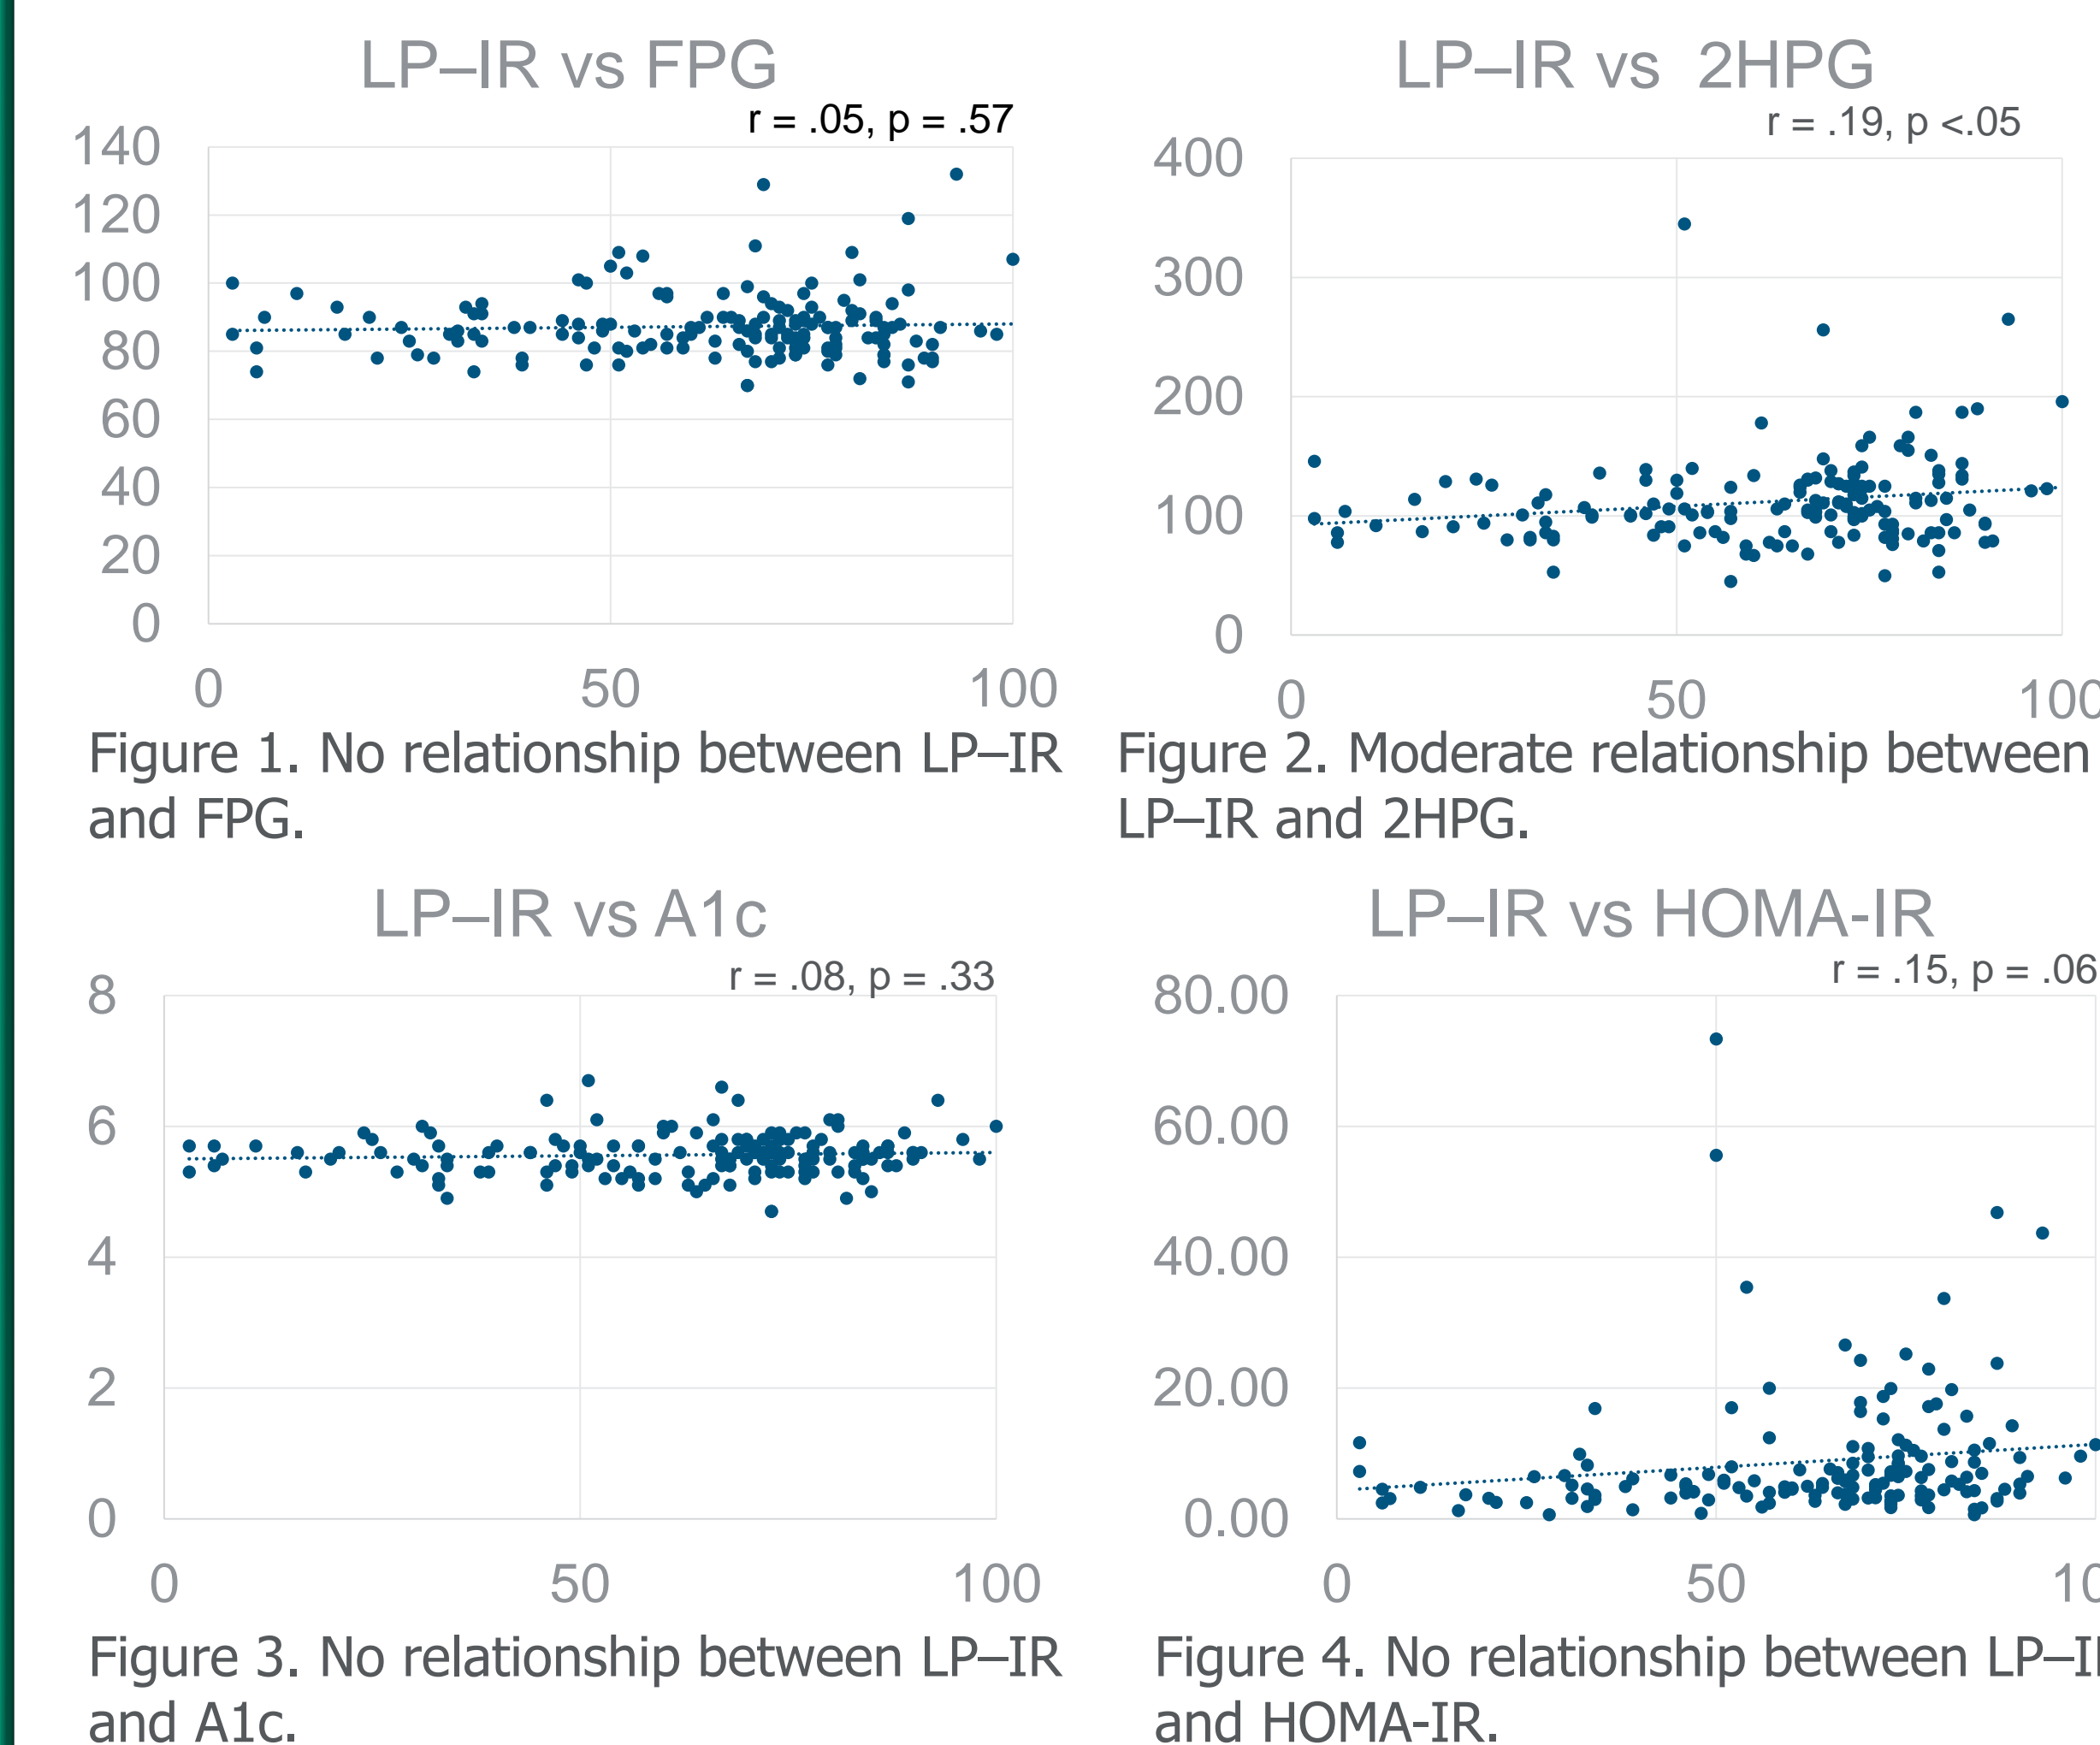 LP–IR vs FPG
r = .05, p = .57
140
120
100
80
60
40
20
0
0 50 100
Figure 1. No relationship between LP–IR
and FPG.
LP–IR vs 2HPG
r = .19, p <.05
400
300
200
100
0
0 50 100
Figure 2. Moderate relationship between
LP–IR and 2HPG.
LP–IR vs A1c
r = .08, p = .33
8
6
4
2
0
0 50 100
Figure 3. No relationship between LP–IR
and A1c.
LP–IR vs HOMA-IR
r = .15, p = .06
80.00
60.00
40.00
20.00
0.00
0 50 10
Figure 4. No relationship between LP–I
and HOMA-IR.